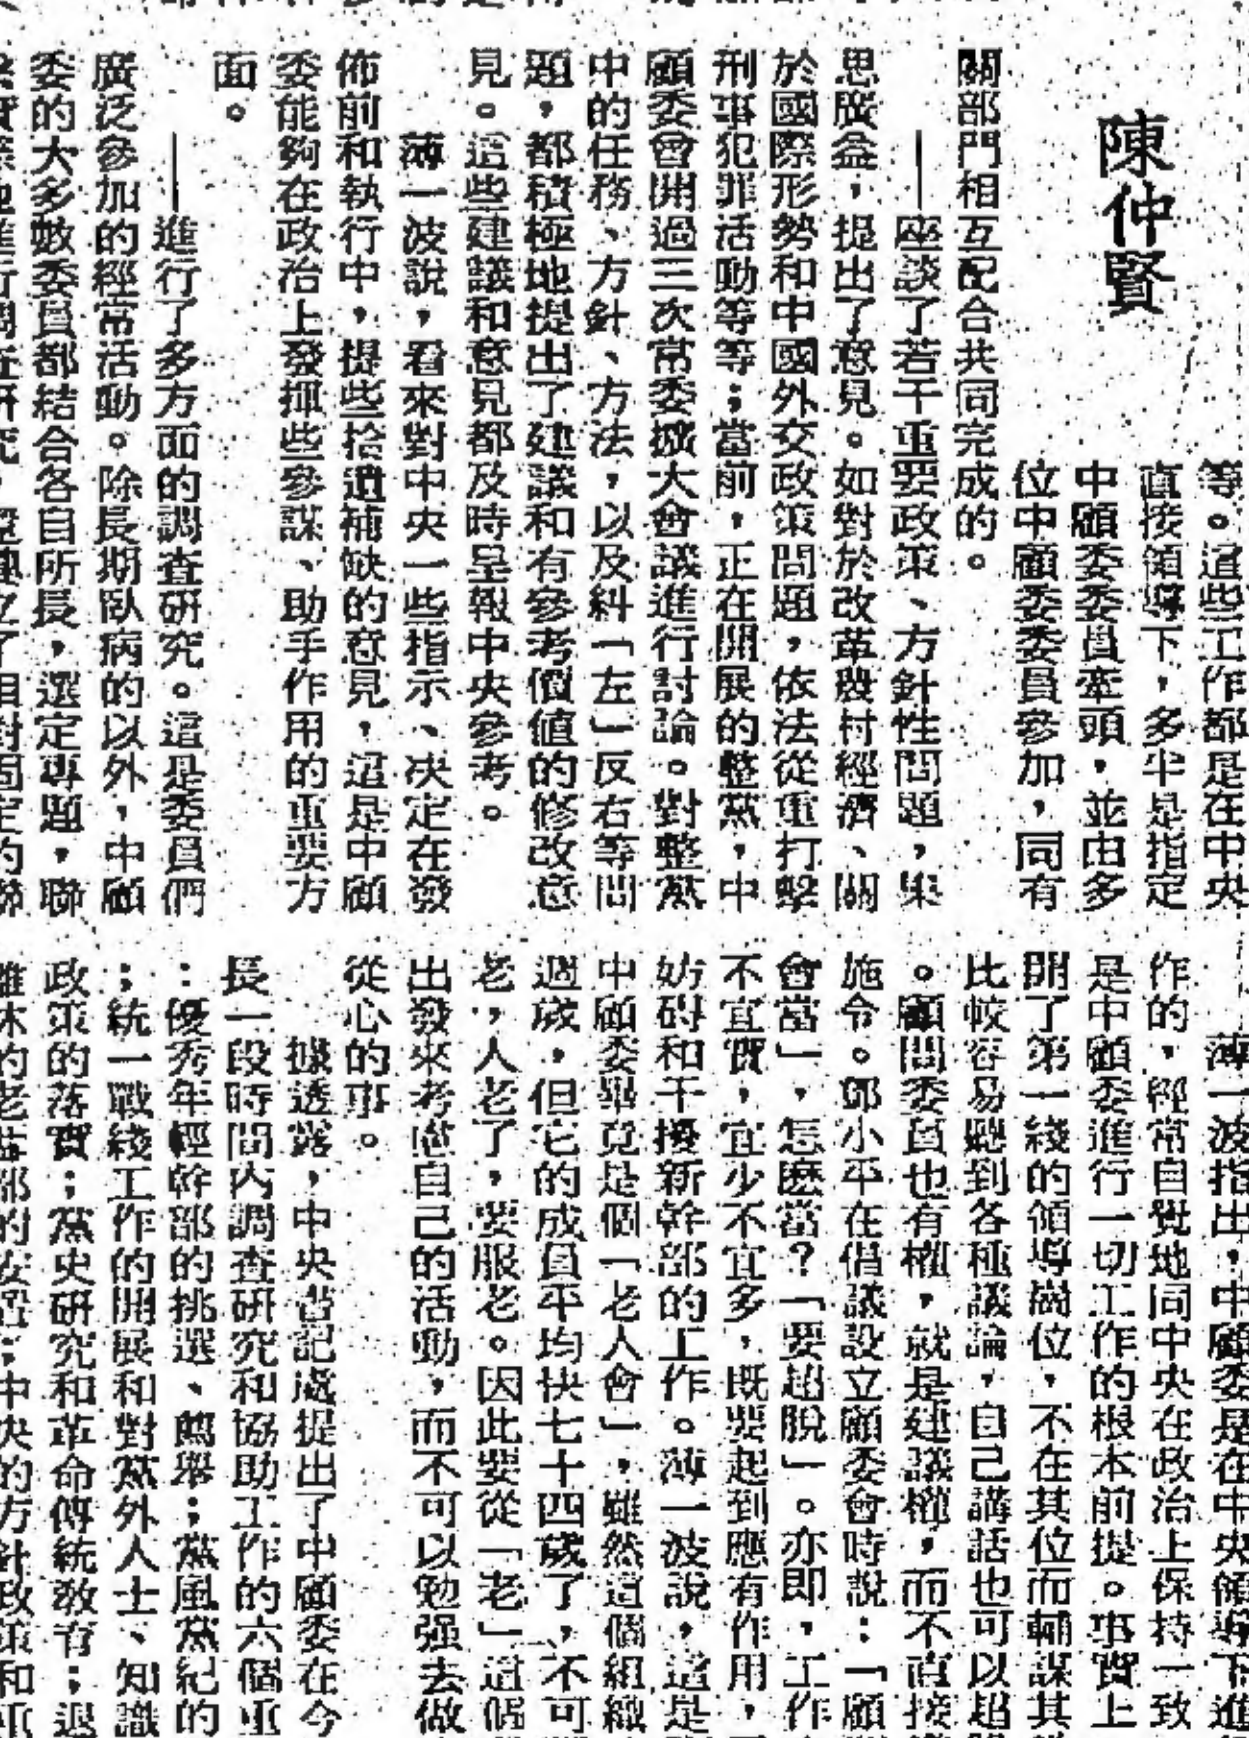 陳仲賢
等。這些工作都是在中央
直接領導下，多半是指定
中顧委委員牽頭，並由多
位中顧委委員參加，同有
關部門相互配合共同完成的。
——座談了若干重要政策、方針性問題，集
思廣益，提出了意見。如對於改革農村經濟、關
於國際形勢和中國外交政策問題，依法從重打擊
刑事犯罪活動等等；當前，正在開展的整黨，中
顧委會開過三次常委擴大會議進行討論。對整黨
中的任務、方針、方法，以及糾「左」反右等問
題，都積極地提出了建議和有參考價值的修改意
見。這些建議和意見都及時呈報中央參考。
薄一波說，看來對中央一些指示、決定在發
佈前和執行中，提些拾遺補缺的意見，這是中顧
委能夠在政治上發揮些參謀、助手作用的重要方
面。
——進行了多方面的調查研究。這是委員們
廣泛參加的經常活動。除長期臥病的以外，中顧
委的大多數委員都結合各自所長，選定專題，聯
薄一波指出，中顧委是在中央領導下進
作的，經常自覺地同中央在政治上保持一致
是中顧委進行一切工作的根本前提。事實上
開了第一綫的領導崗位，不在其位而輔謀其
比較容易聽到各種議論，自己講話也可以超
。顧問委員也有權，就是建議權，而不直接
施令。鄧小平在倡議設立顧委會時說：「顧
會當」，怎麽當？「要超脫」。亦即，工作
不宜實，宜少不宜多，既要起到應有作用，
妨碍和干擾新幹部的工作。薄一波說，這是
中顧委畢竟是個「老人會」，雖然這個組織
週歲，但它的成員平均快七十四歲了，不可
老，人老了，要服老。因此要從「老」這個
出發來考慮自己的活動，而不可以勉强去做
從心的事。
據透露，中央書記處提出了中顧委在今
長一段時間內調查研究和協助工作的六個重
：優秀年輕幹部的挑選、薦舉；黨風黨紀的
；統一戰綫工作的開展和對黨外人士、知識
政策的落實；黨史研究和革命傳統教育；退